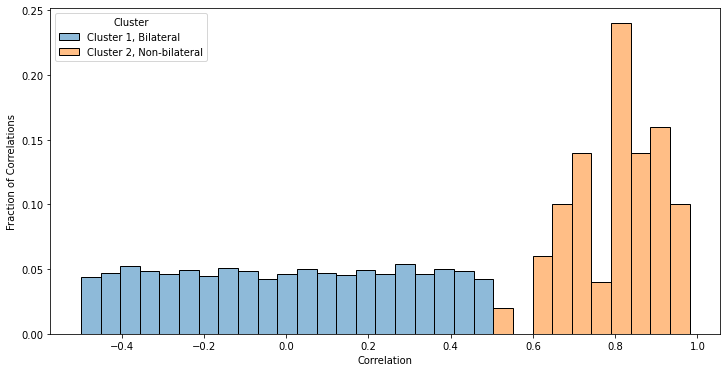 Cluster
Cluster 1, Bilateral
Cluster 2, Non-bilateral
Fraction of Correlations
0.25
0.20
0.15
0.10
0.05
0.00
−0.4 −0.2 0.0 0.2 0.4 0.6 0.8 1.0
Correlation